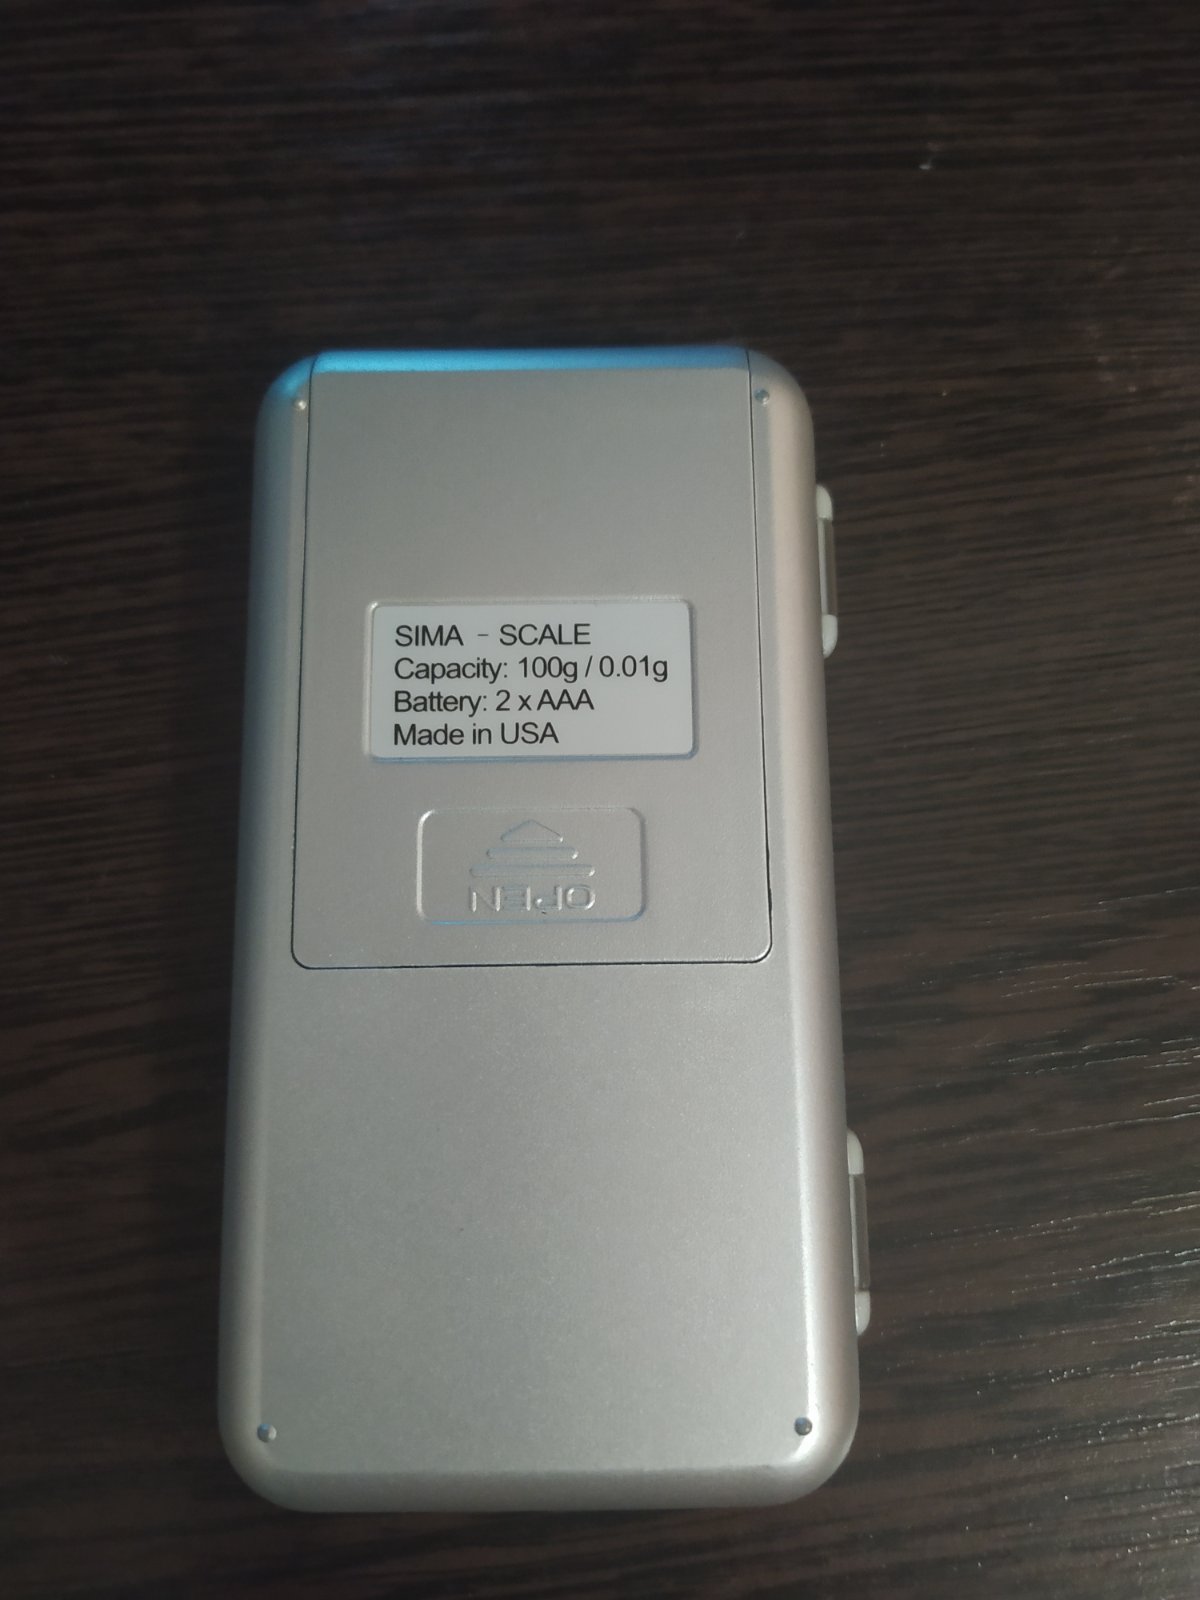 SIMA - SCALE
Capacity: 100g / 0.01g
Battery: 2 x AAA
Made in USA
OPEN